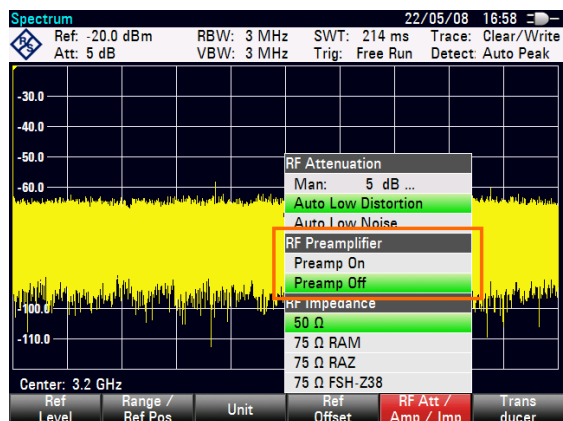 Spectrum 22/05/08 16:58
Ref: -20.0 dBm RBW: 3 MHz SWT: 214 ms Trace: Clear/Write
Att: 5 dB VBW: 3 MHz Trig: Free Run Detect: Auto Peak
-30.0
-40.0
-50.0
-60.0
RF Attenuation
Man: 5 dB ...
Auto Low Distortion
Auto Low Noise
RF Preamplifier
Preamp On
Preamp Off
RF Impedance
-100.0
50 Ω
-110.0
75 Ω RAM
75 Ω RAZ
75 Ω FSH-Z38
Center: 3.2 GHz
Ref Level
Range / Ref Pos
Unit
Ref Offset
RF Att / Amp / Imp
Trans ducer